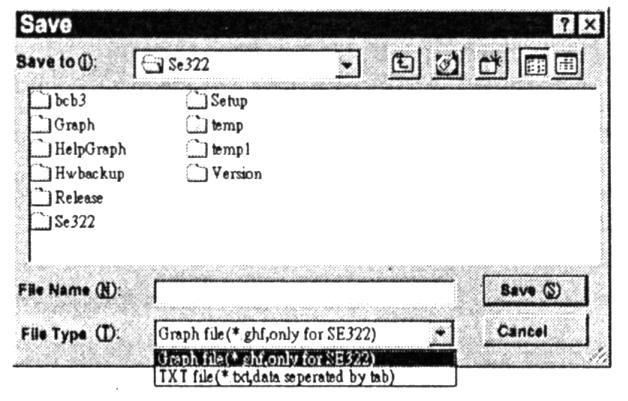 Save
Save to (I): Se322
bcb3 Setup
Graph temp
HelpGraph temp1
Hwbackup Version
Release
Se322
File Name (N): Save (S)
File Type (T): Graph file(*.ghf,only for SE322) Cancel
Graph file(*.ghf,only for SE322)
TXT file(*.txt,data seperated by tab)